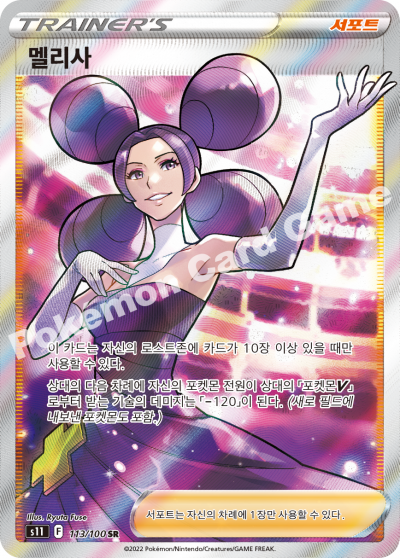 TRAINER'S
서포트
멜리사
Pokémon Card Game
이 카드는 자신의 로스트존에 카드가 10장 이상 있을 때만
사용할 수 있다.
상대의 다음 차례에 자신의 포켓몬 전원이 상대의 「포켓몬V」
로부터 받는 기술의 데미지는 「-120」이 된다. (새로 필드에
내보낸 포켓몬도 포함.)
Illus. Ryuta Fuse
서포트는 자신의 차례에 1장만 사용할 수 있다.
s11 F 113/100 SR
©2022 Pokémon/Nintendo/Creatures/GAME FREAK.